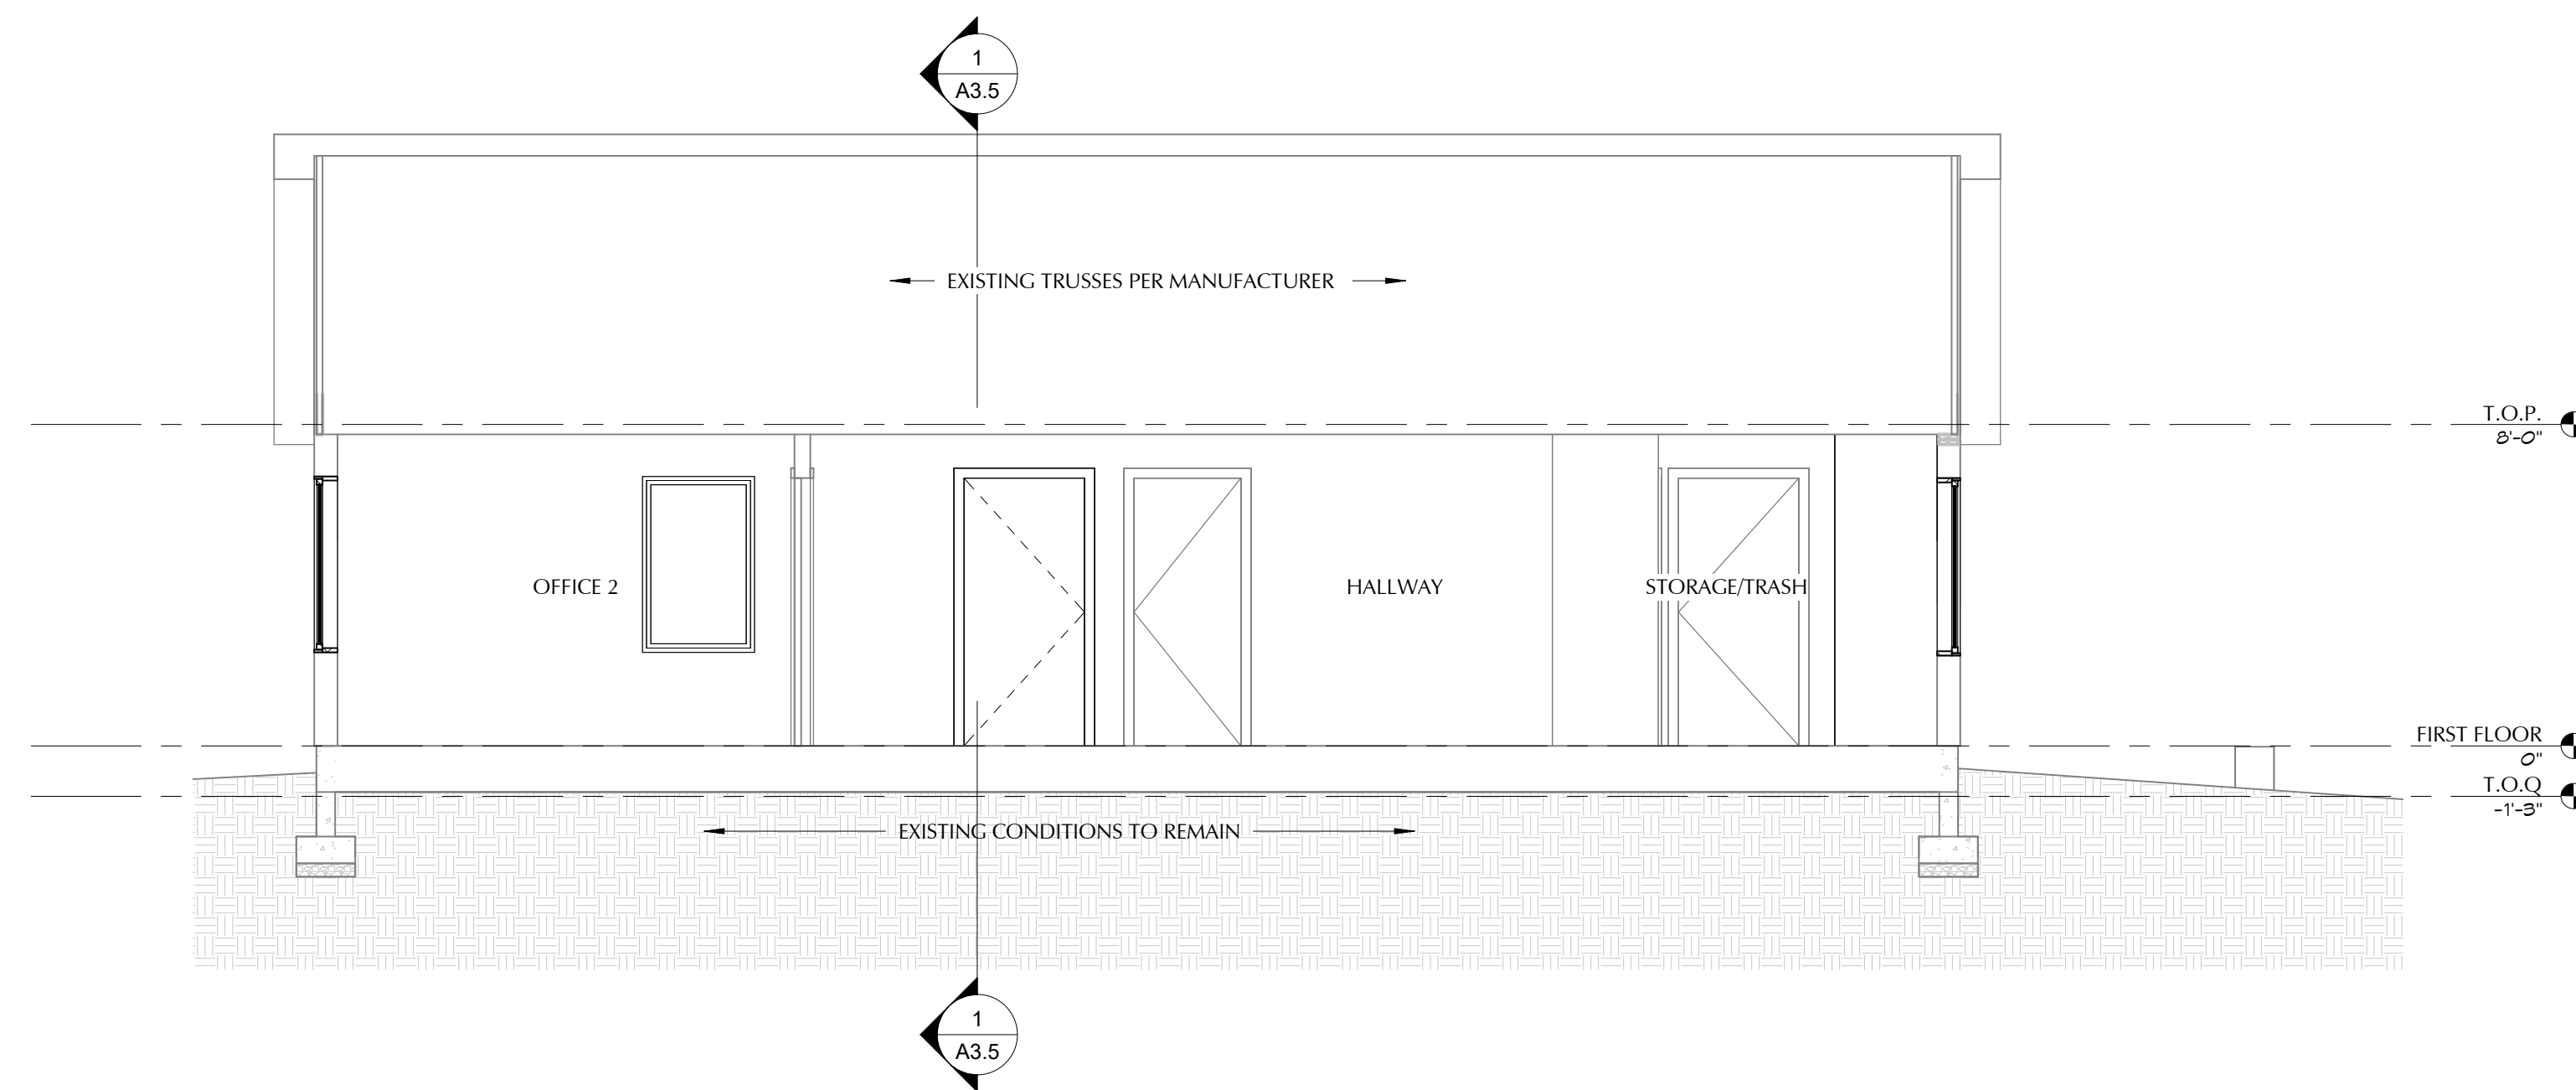 1
A3.5
EXISTING TRUSSES PER MANUFACTURER
T.O.P.
8'-0"
OFFICE 2
HALLWAY
STORAGE/TRASH
FIRST FLOOR
0"
T.O.Q
-1'-3"
EXISTING CONDITIONS TO REMAIN
1
A3.5